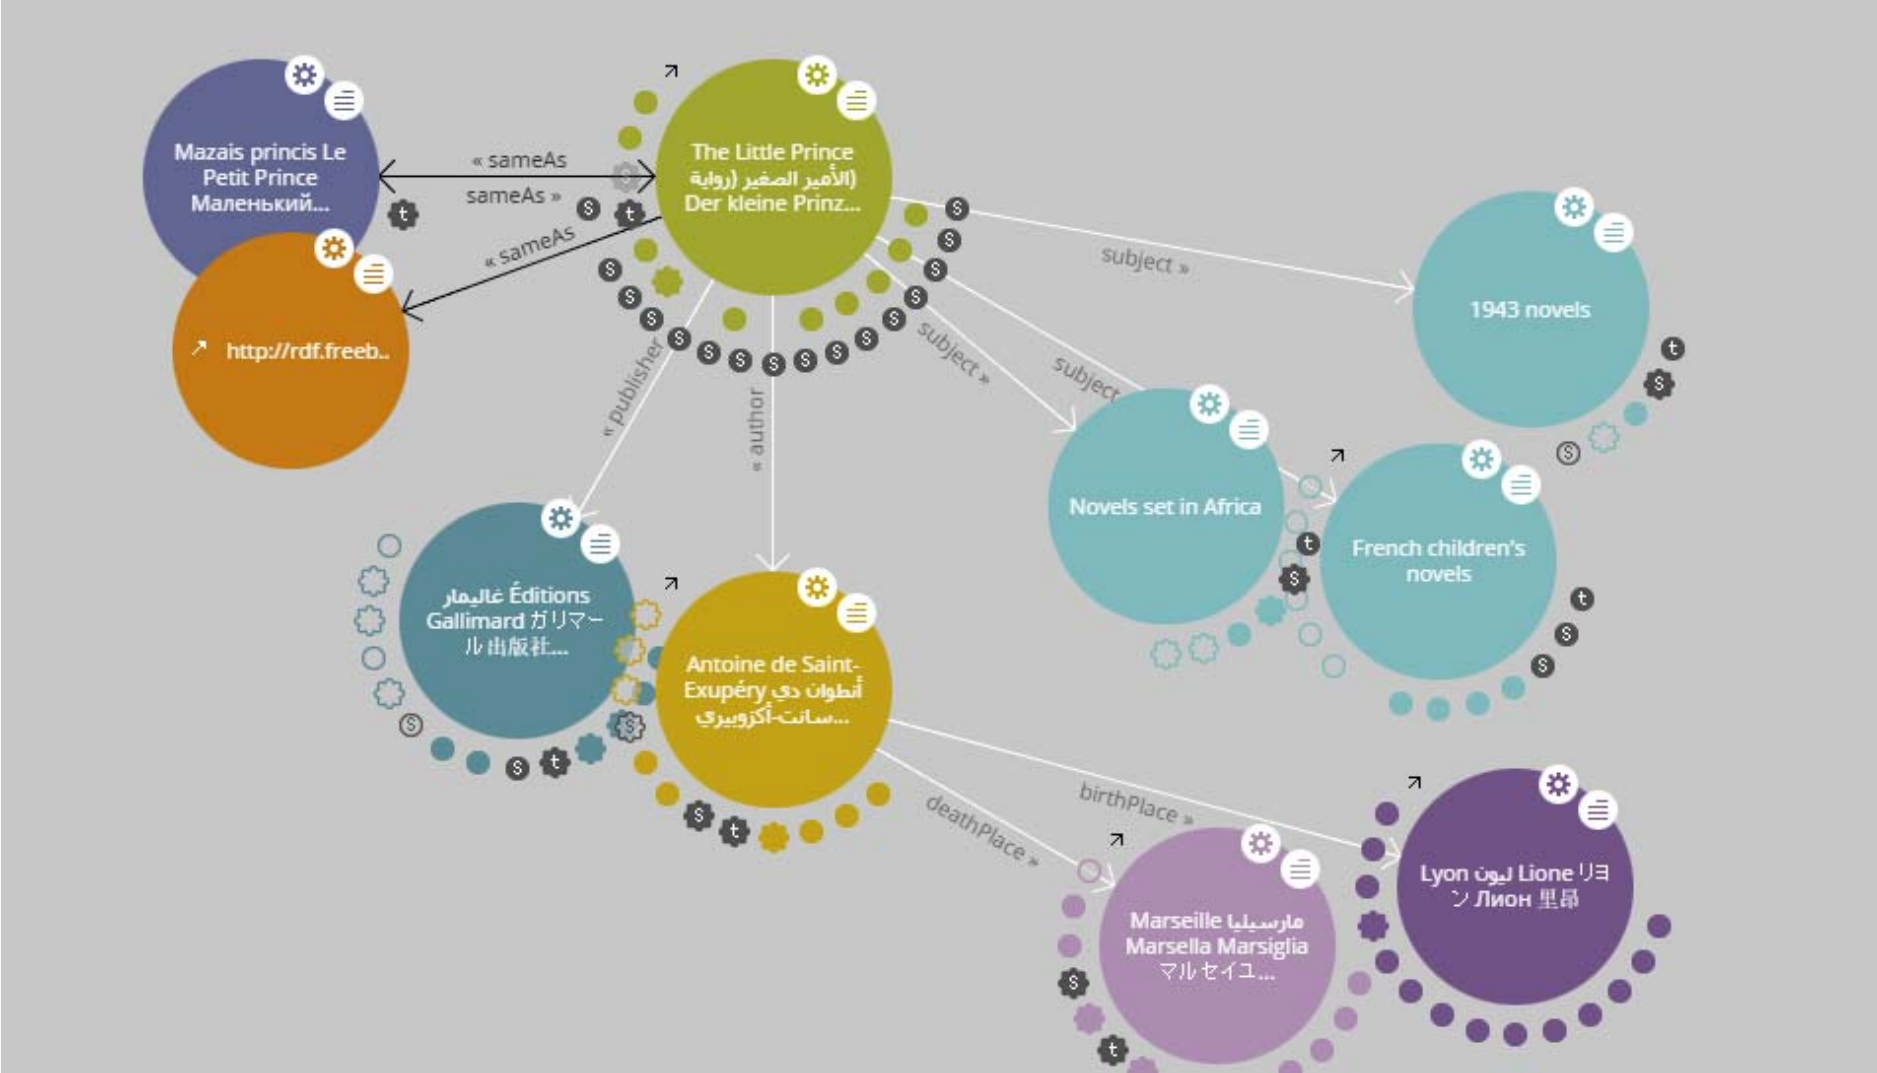 Mazais princis Le
Petit Prince
Маленький...
« sameAs
sameAs »
« sameAs
The Little Prince
الأمير الصغير (رواية)
Der kleine Prinz...
http://rdf.freeb..
subject »
subject »
subject
1943 novels
« publisher
« author
Novels set in Africa
French children's
novels
غاليمار Éditions
Gallimard ガリマー
ル出版社...
Antoine de Saint-
Exupéry أنطوان دي
سانت-أكزوبيري...
birthPlace »
deathPlace »
Marseille مارسيليا
Marsella Marsiglia
マルセイユ...
Lyon ليون Lione リヨ
ン Лион 里昂